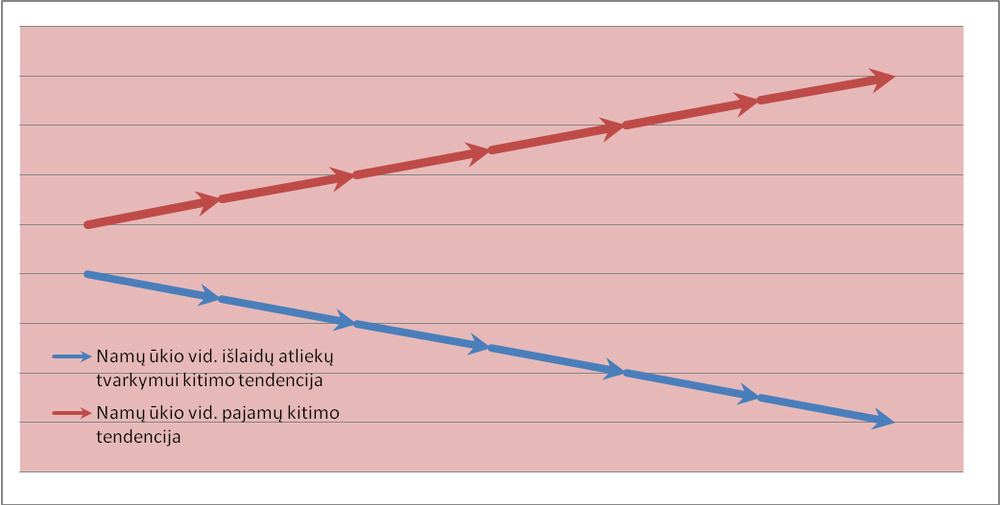 Namų ūkio vid. išlaidų atliekų
tvarkymui kitimo tendencija
Namų ūkio vid. pajamų kitimo
tendencija